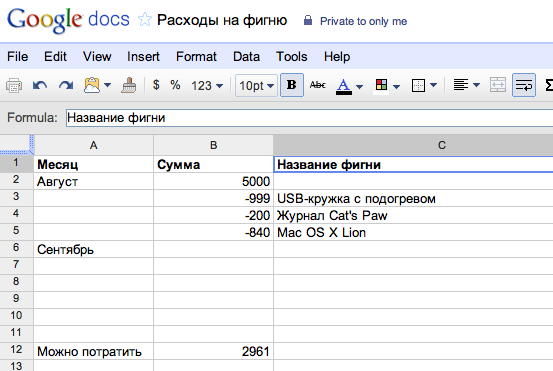 Google docs Расходы на фигню Private to only me
File Edit View Insert Format Data Tools Help
$ % 123 10pt B Abc A Σ
Formula: Название фигни
A B C
1 Месяц Сумма Название фигни
2 Август 5000
3 -999 USB-кружка с подогревом
4 -200 Журнал Cat's Paw
5 -840 Mac OS X Lion
6 Сентябрь
7
8
9
10
11
12 Можно потратить 2961
13